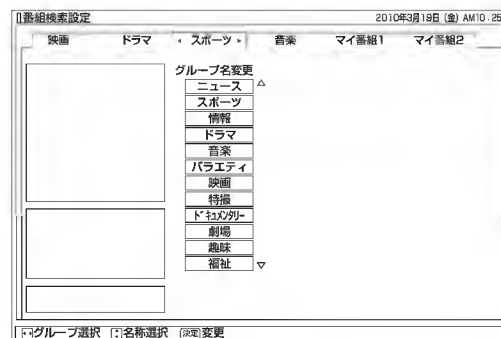 番組検索設定 2010年3月19日（金）AM10:25
映画 ドラマ スポーツ 音楽 マイ番組1 マイ番組2
グループ名変更
ニュース
スポーツ
情報
ドラマ
音楽
バラエティ
映画
特撮
ドキュメンタリー
劇場
趣味
福祉
グループ選択 名称選択 決定 変更